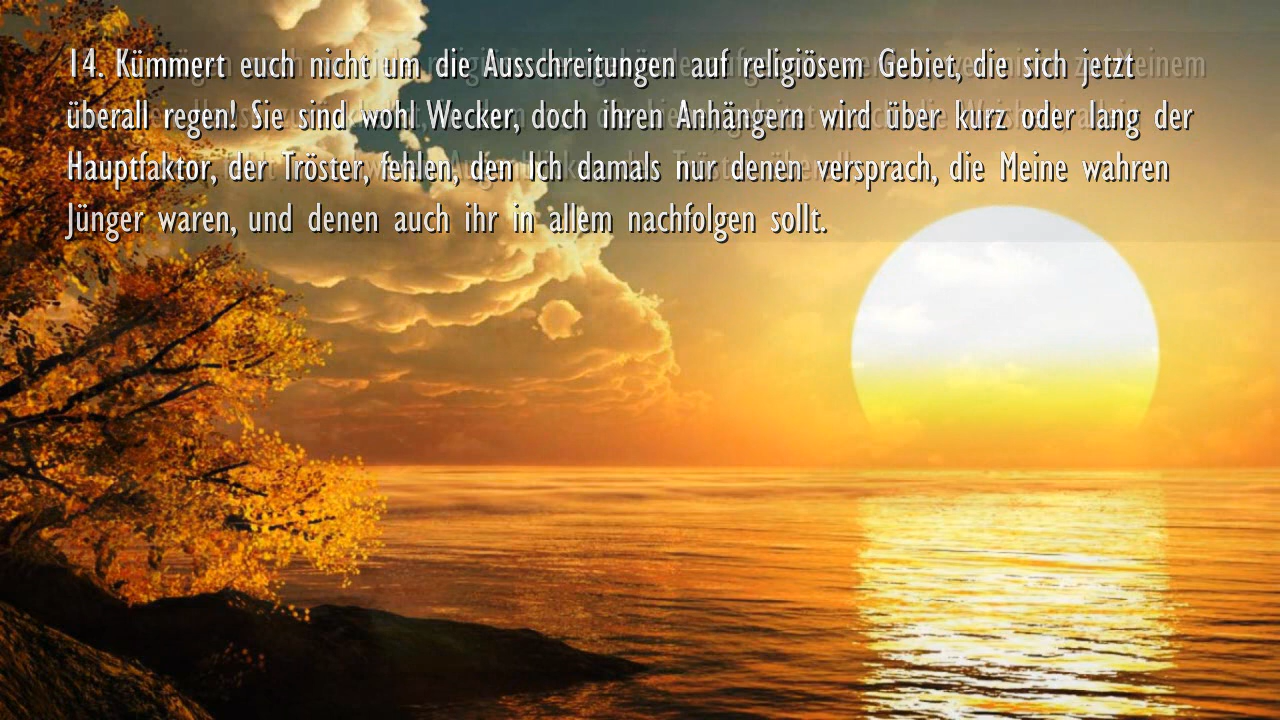 14. Kümmert euch nicht um die Ausschreitungen auf religiösem Gebiet, die sich jetzt
überall regen! Sie sind wohl Wecker, doch ihren Anhängern wird über kurz oder lang der
Hauptfaktor, der Tröster, fehlen, den Ich damals nur denen versprach, die Meine wahren
Jünger waren, und denen auch ihr in allem nachfolgen sollt.